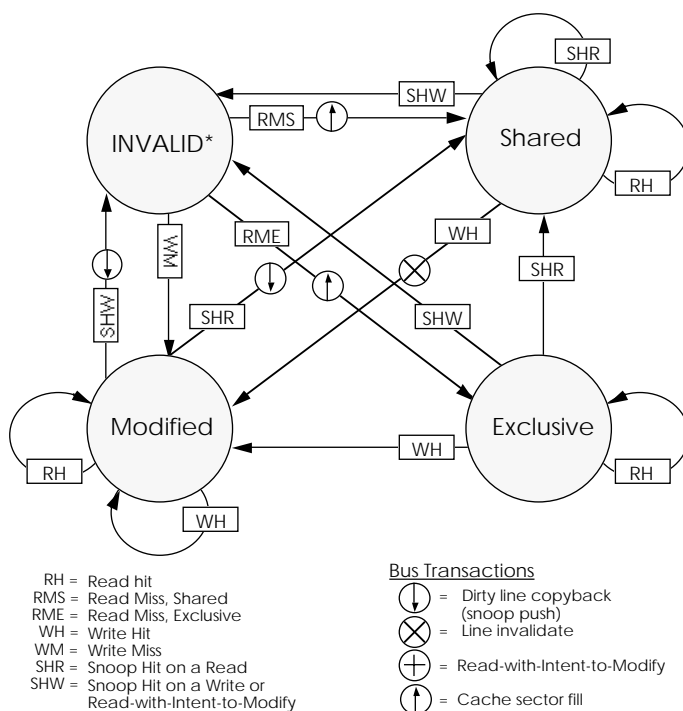 SHR
SHW
RMS
INVALID*
Shared
RH
RME
WH
WM
SHR
SHW
SHR
SHW
Modified
Exclusive
WH
RH
RH
WH
RH = Read hit
RMS = Read Miss, Shared
RME = Read Miss, Exclusive
WH = Write Hit
WM = Write Miss
SHR = Snoop Hit on a Read
SHW = Snoop Hit on a Write or
Read-with-Intent-to-Modify
Bus Transactions
= Dirty line copyback
(snoop push)
= Line invalidate
= Read-with-Intent-to-Modify
= Cache sector fill